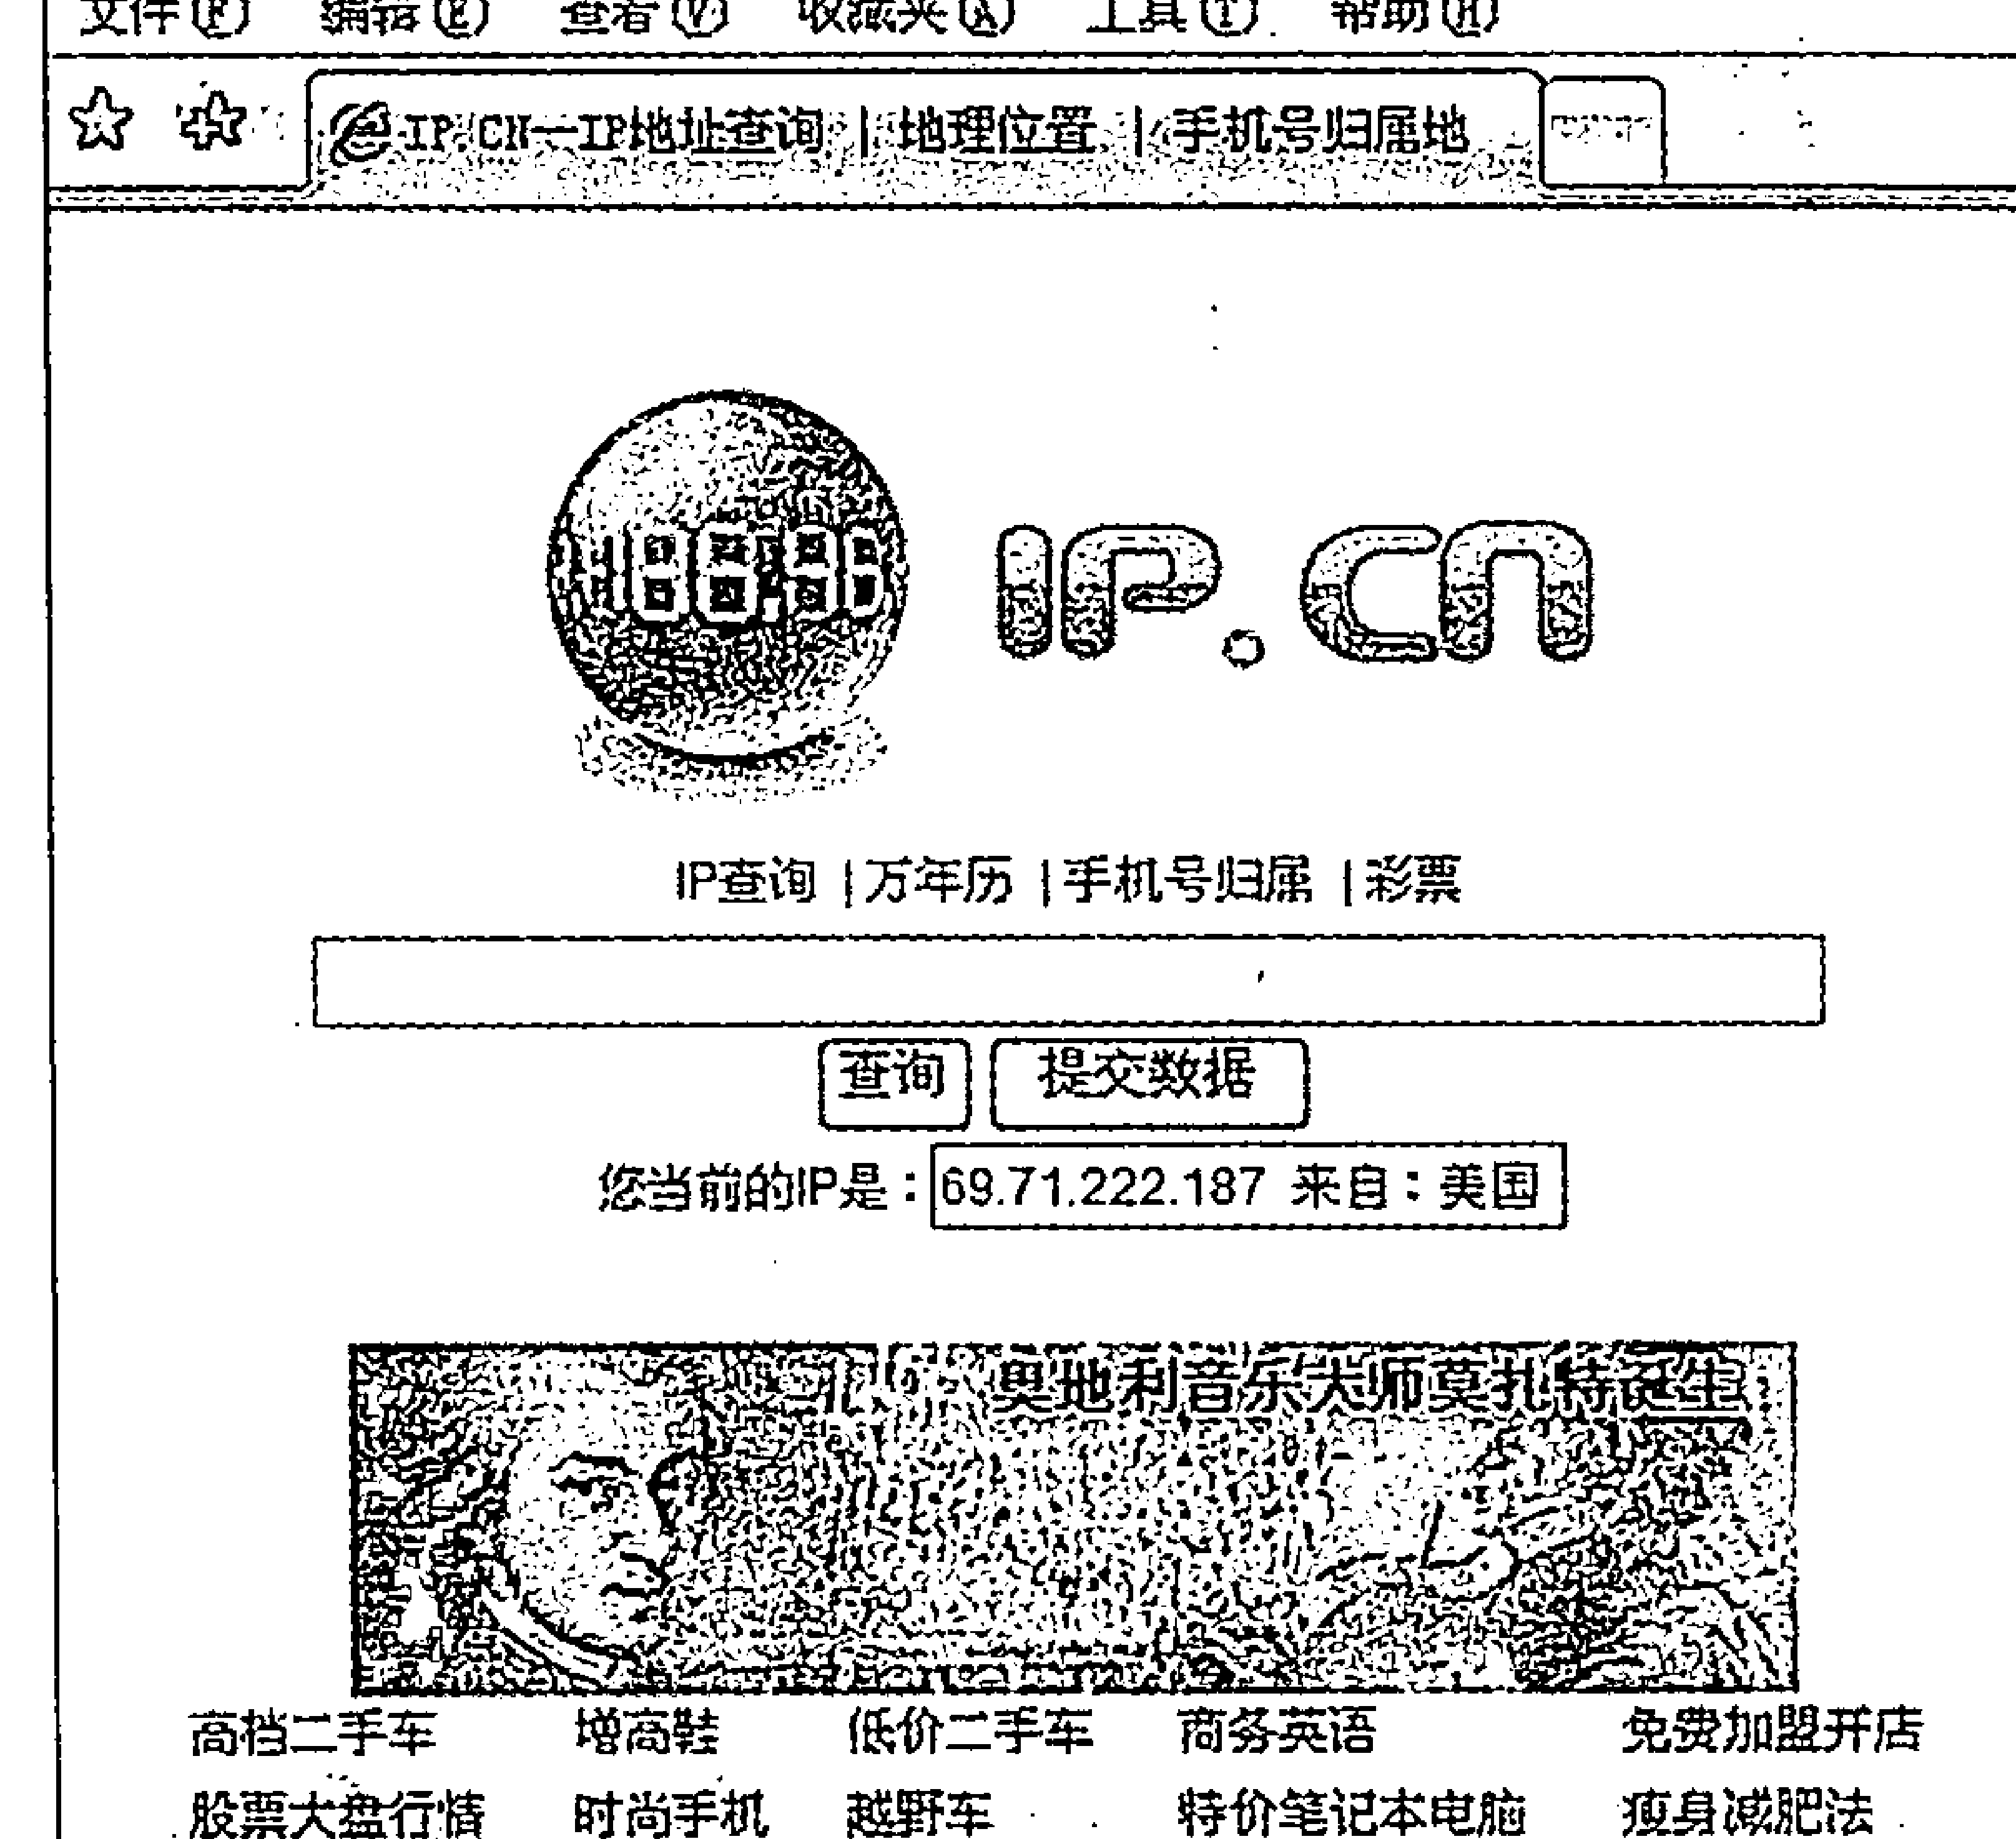 文件(F) 编辑(E) 查看(V) 收藏夹(A) 工具(T) 帮助(H)
IP.CN—IP地址查询 | 地理位置 | 手机号归属地
IP.CN
IP查询 | 万年历 | 手机号归属 | 彩票
查询 提交数据
您当前的IP是：69.71.222.187 来自：美国
奥地利音乐大师莫扎特诞生
高档二手车 增高鞋 低价二手车 商务英语 免费加盟开店
股票大盘行情 时尚手机 越野车 特价笔记本电脑 瘦身减肥法